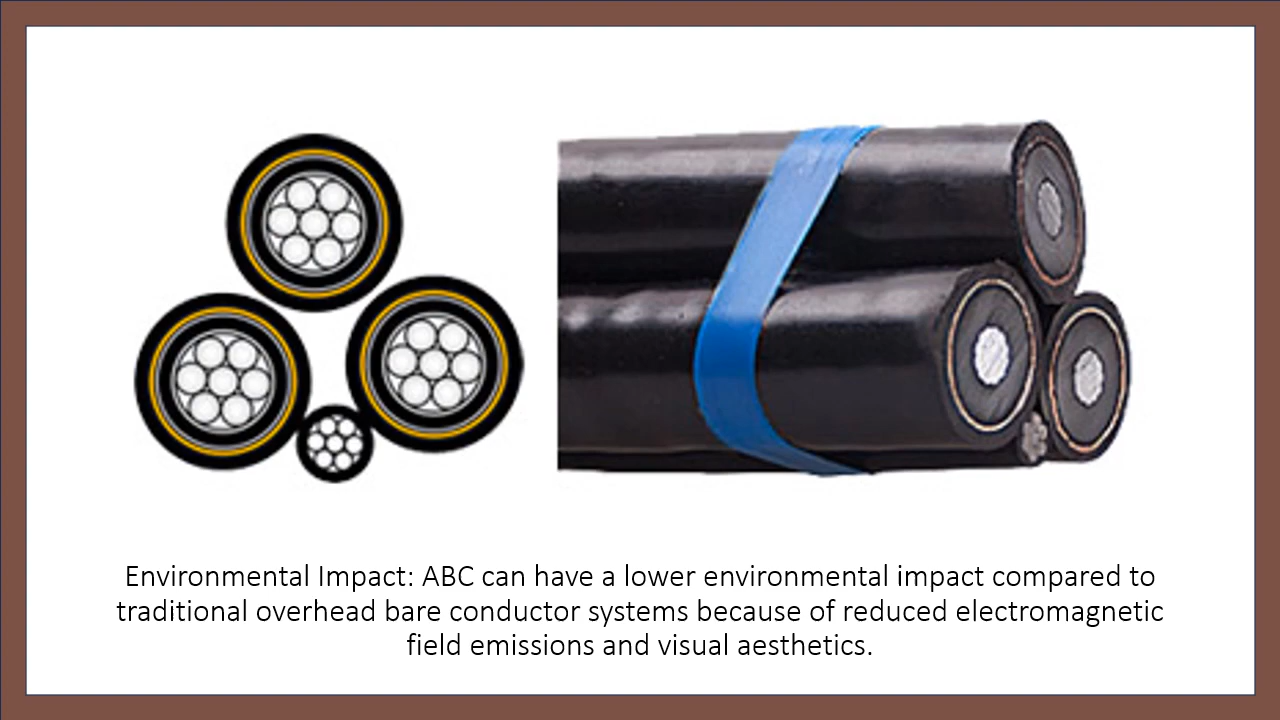 Environmental Impact: ABC can have a lower environmental impact compared to
traditional overhead bare conductor systems because of reduced electromagnetic
field emissions and visual aesthetics.